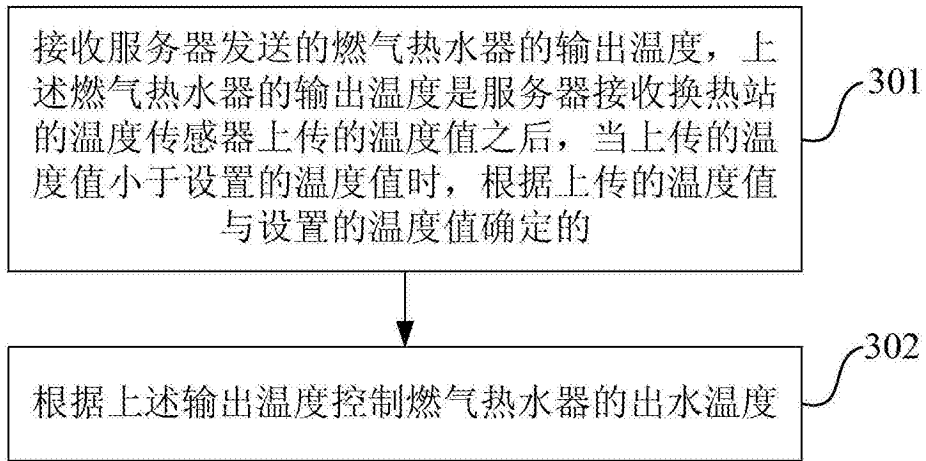 接收服务器发送的燃气热水器的输出温度，上
述燃气热水器的输出温度是服务器接收换热站
的温度传感器上传的温度值之后，当上传的温
度值小于设置的温度值时，根据上传的温度值
与设置的温度值确定的
301
根据上述输出温度控制燃气热水器的出水温度
302